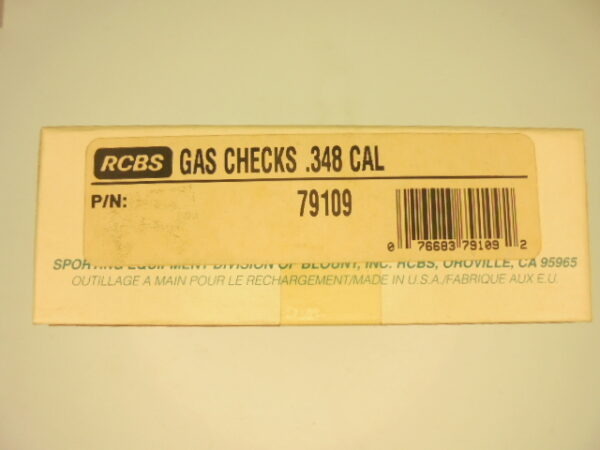 RCBS GAS CHECKS .348 CAL
P/N: 79109
0 76683 79109 2
SPORTING EQUIPMENT DIVISION OF BLOUNT, INC. RCBS, OROVILLE, CA 95965
OUTILLAGE A MAIN POUR LE RECHARGEMENT/MADE IN U.S.A./FABRIQUE AUX E.U.